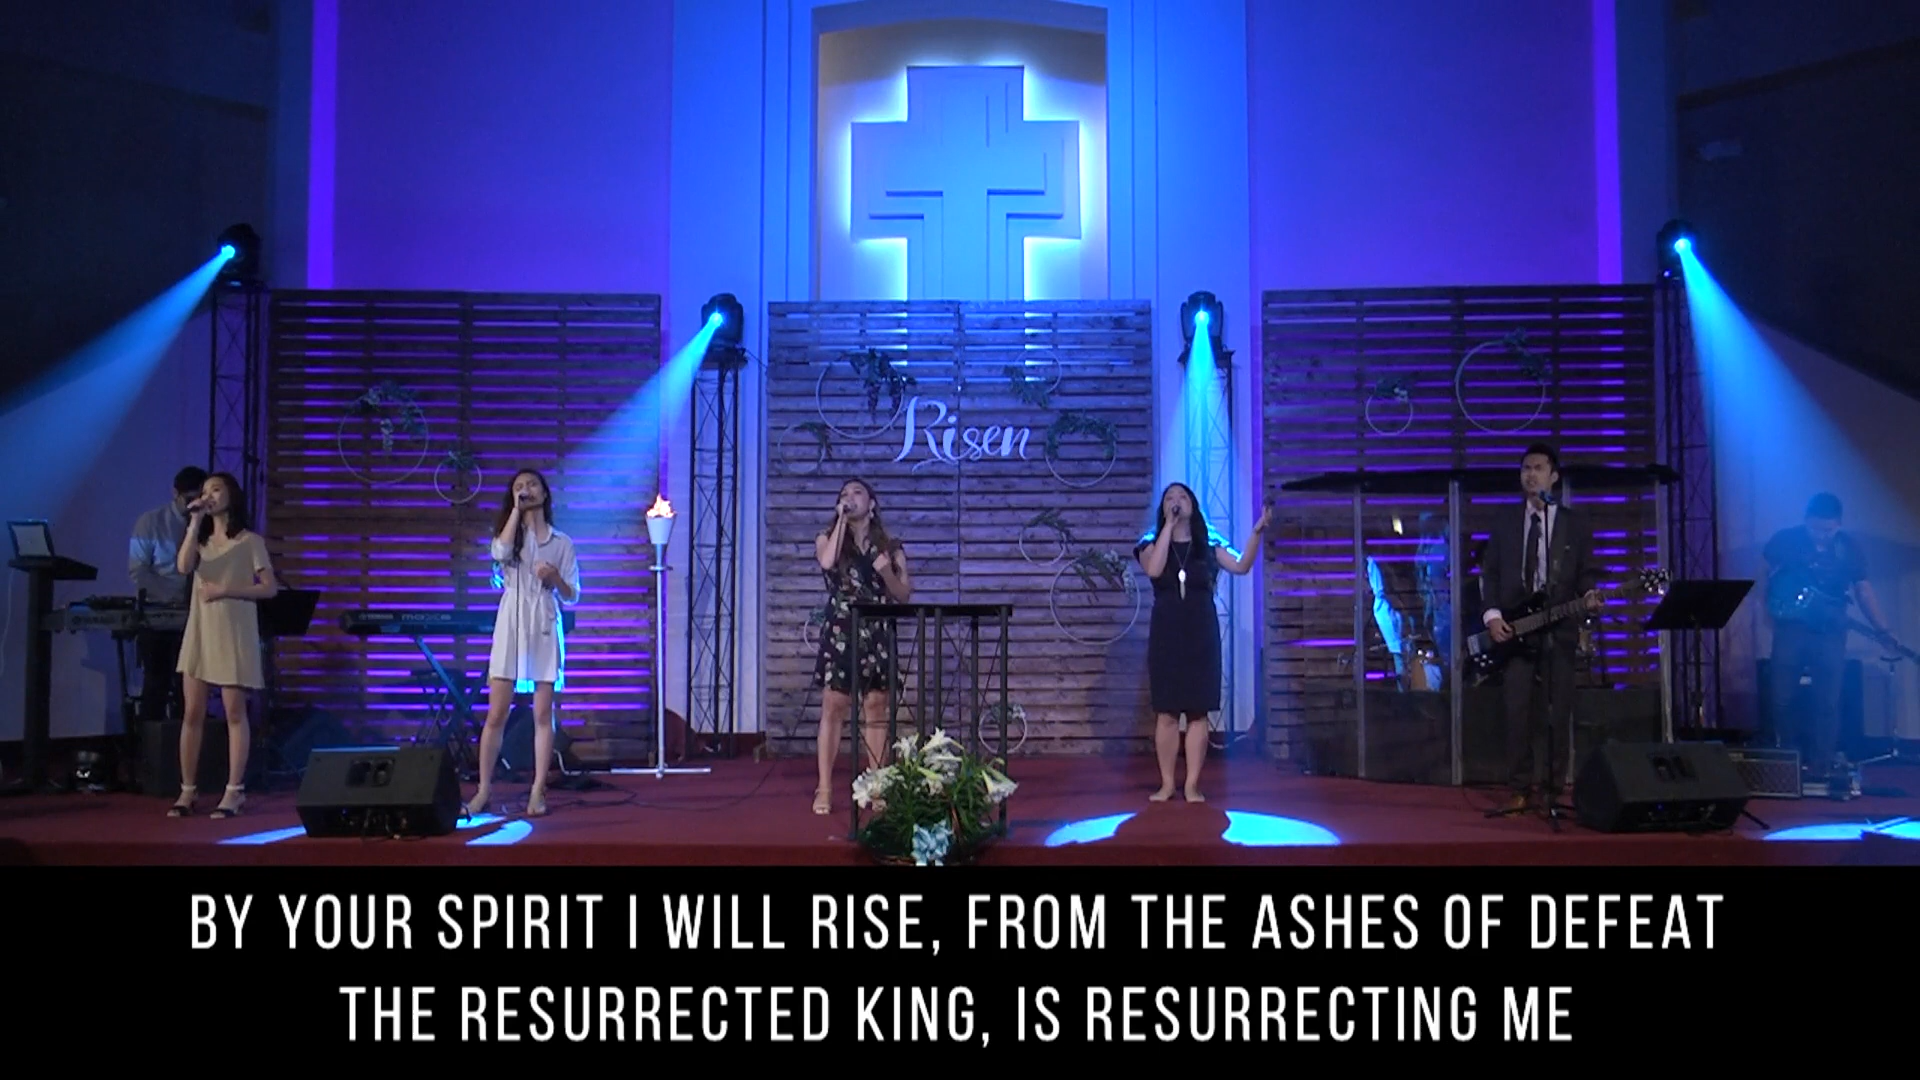 Risen
BY YOUR SPIRIT I WILL RISE, FROM THE ASHES OF DEFEAT
THE RESURRECTED KING, IS RESURRECTING ME